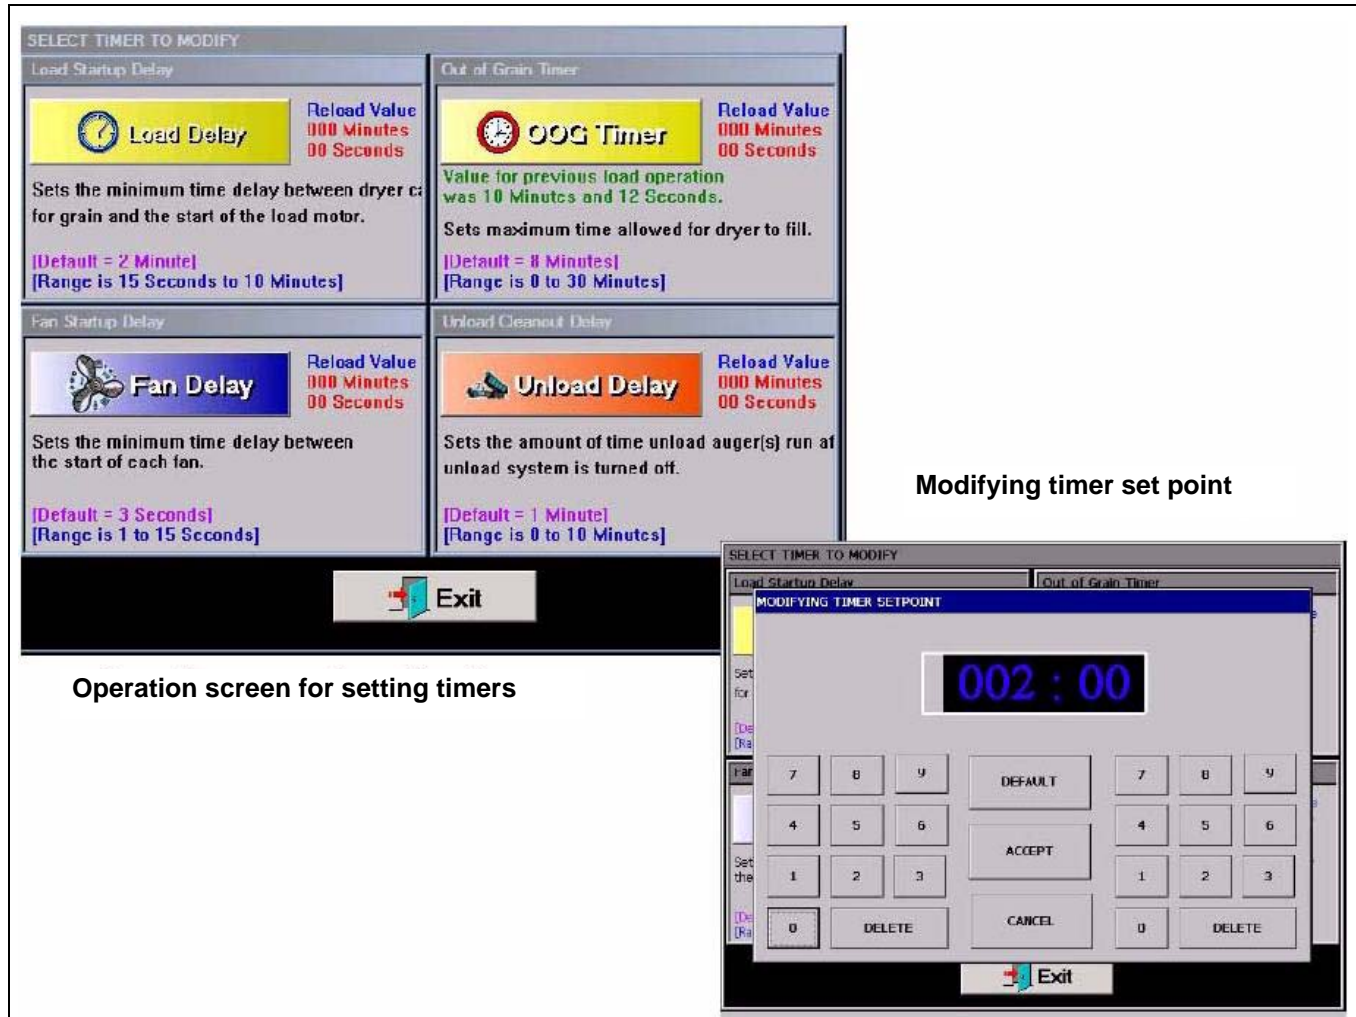 SELECT TIMER TO MODIFY
Load Startup Delay
Load Delay
Reload Value
000 Minutes
00 Seconds
Sets the minimum time delay between dryer ca
for grain and the start of the load motor.
[Default = 2 Minute]
[Range is 15 Seconds to 10 Minutes]
Out of Grain Timer
OOG Timer
Reload Value
000 Minutes
00 Seconds
Value for previous load operation
was 10 Minutes and 12 Seconds.
Sets maximum time allowed for dryer to fill.
[Default = 8 Minutes]
[Range is 0 to 30 Minutes]
Fan Startup Delay
Fan Delay
Reload Value
000 Minutes
00 Seconds
Sets the minimum time delay between
the start of each fan.
[Default = 3 Seconds]
[Range is 1 to 15 Seconds]
Unload Cleanout Delay
Unload Delay
Reload Value
000 Minutes
00 Seconds
Sets the amount of time unload auger(s) run af
unload system is turned off.
[Default = 1 Minute]
[Range is 0 to 10 Minutes]
Exit
Operation screen for setting timers
Modifying timer set point
SELECT TIMER TO MODIFY
Load Startup Delay
Out of Grain Timer
MODIFYING TIMER SETPOINT
002 : 00
Set
for
[De
[Ra
Far
Set
the
[De
[Ra
7 8 9 DEFAULT 7 8 9
4 5 6 ACCEPT 4 5 6
1 2 3 1 2 3
0 DELETE CANCEL 0 DELETE
Exit